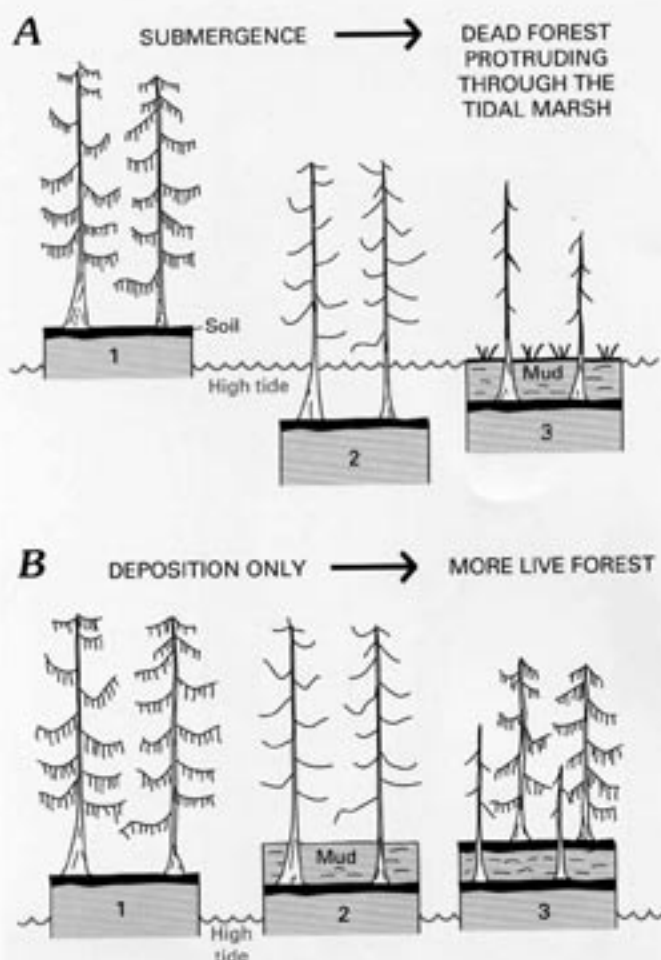 A
SUBMERGENCE
DEAD FOREST
PROTRUDING
THROUGH THE
TIDAL MARSH
Soil
1
High tide
2
Mud
3
B
DEPOSITION ONLY
MORE LIVE FOREST
1
High
tide
Mud
2
3